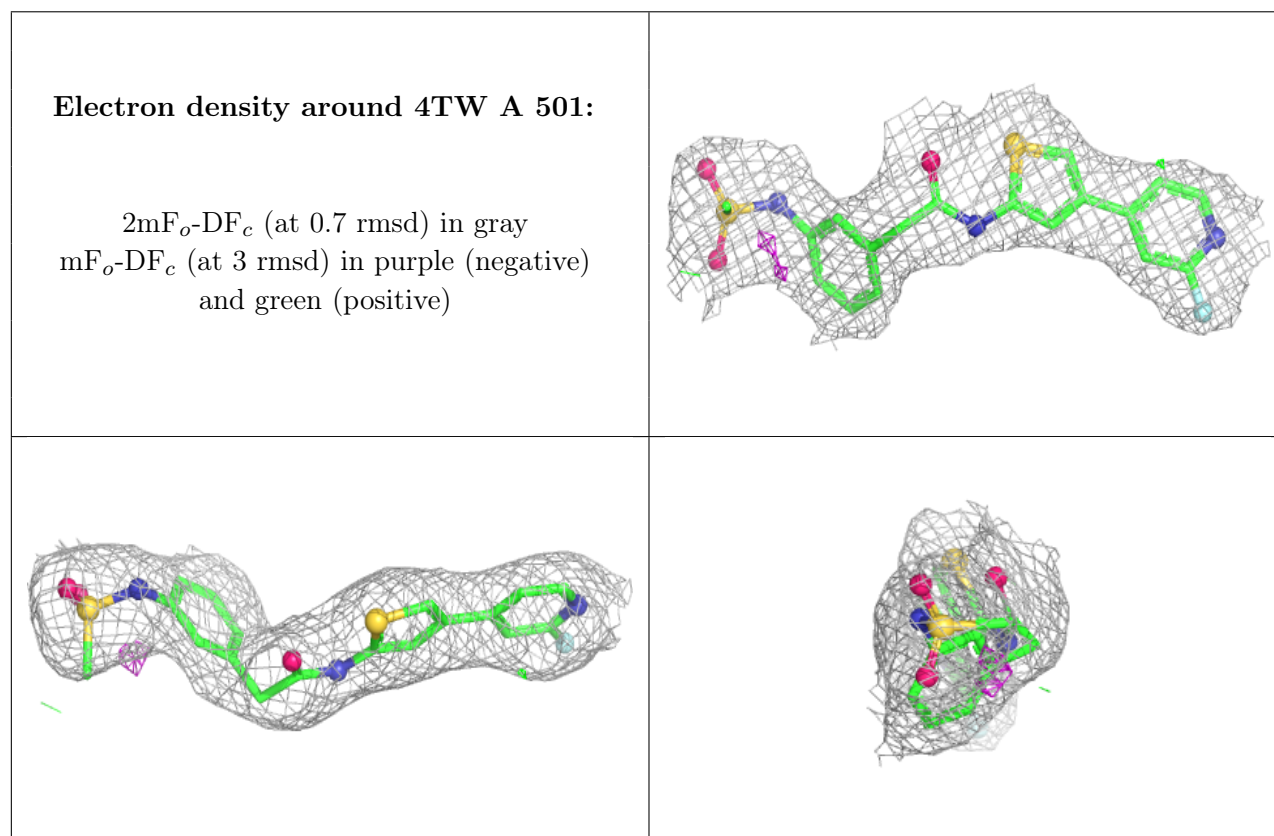 Electron density around 4TW A 501:
2mFₒ-DF𝒸 (at 0.7 rmsd) in gray
mFₒ-DF𝒸 (at 3 rmsd) in purple (negative)
and green (positive)